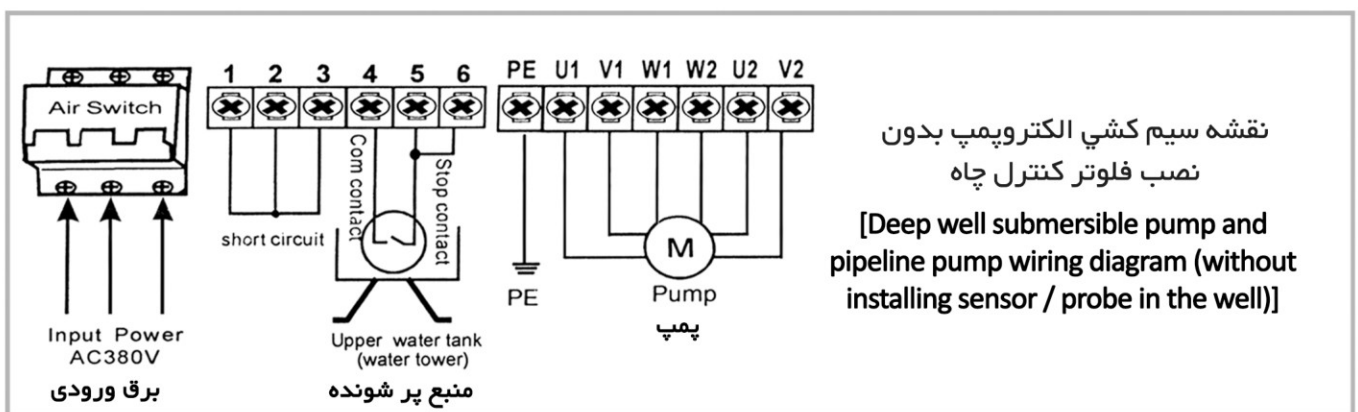 Air Switch
Input Power
AC380V
برق ورودی
1 2 3 4 5 6
short circuit
Com contact
Stop contact
Upper water tank
(water tower)
منبع پر شونده
PE U1 V1 W1 W2 U2 V2
PE
M
Pump
پمپ
نقشه سیم کشي الکتروپمپ بدون
نصب فلوتر کنترل چاه
[Deep well submersible pump and
pipeline pump wiring diagram (without
installing sensor / probe in the well)]